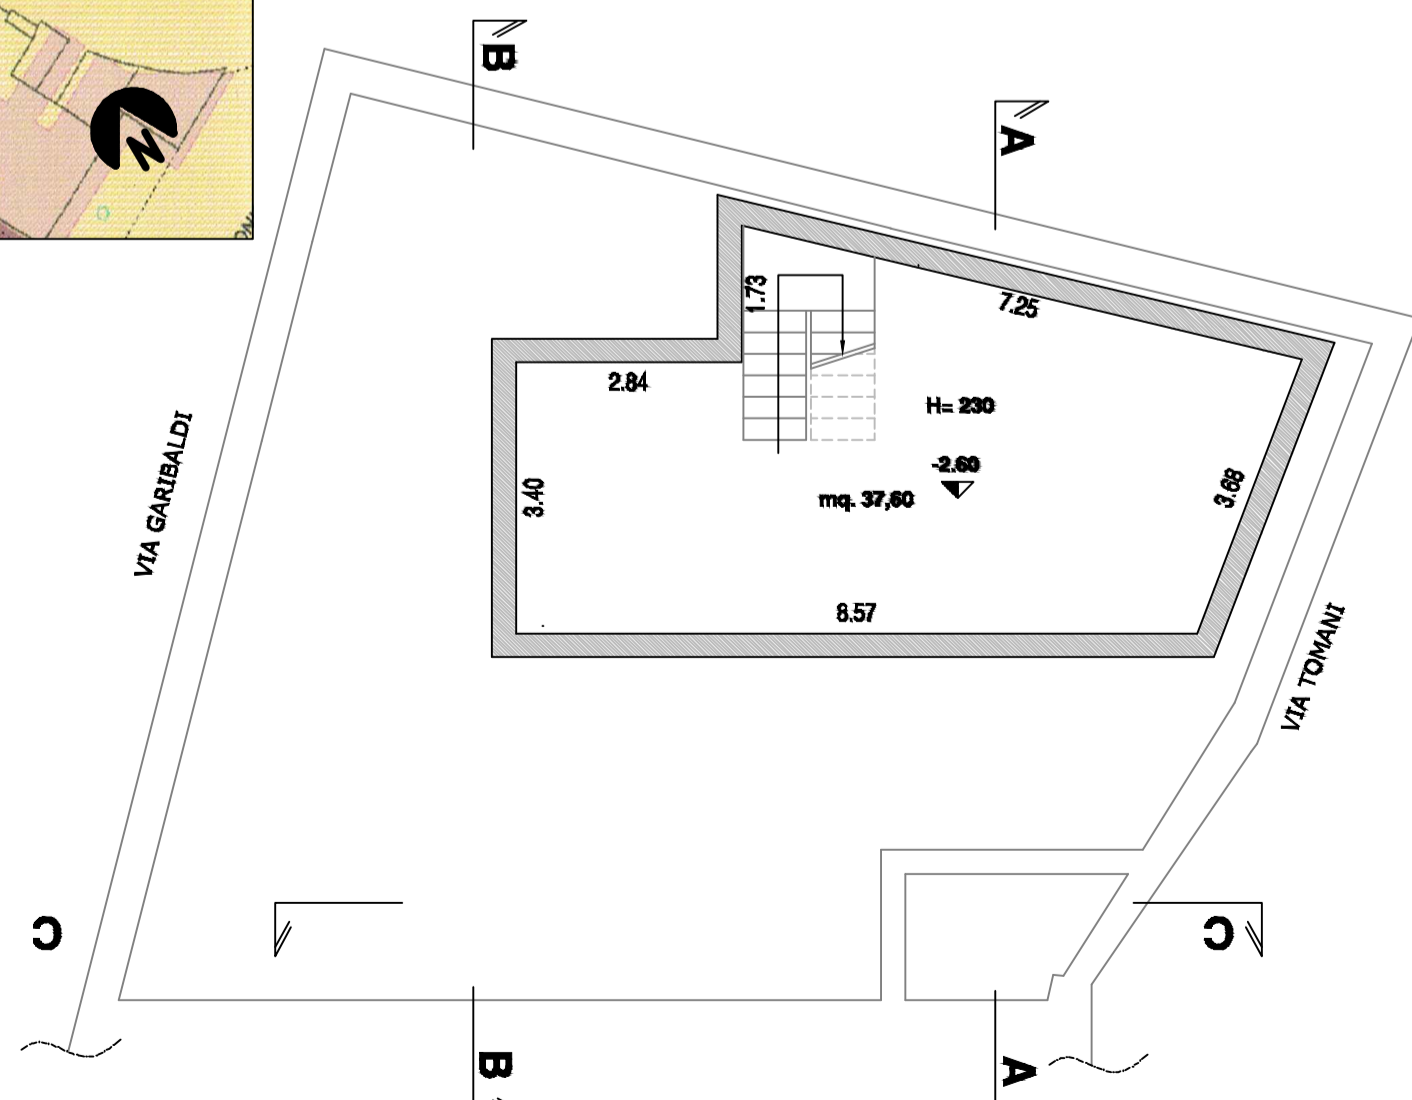 B
A
N
1.73
7.25
2.84
H= 230
-2.60
mq. 37,60
3.40
3.68
8.57
VIA GARIBALDI
VIA TOMANI
C
C
B
A